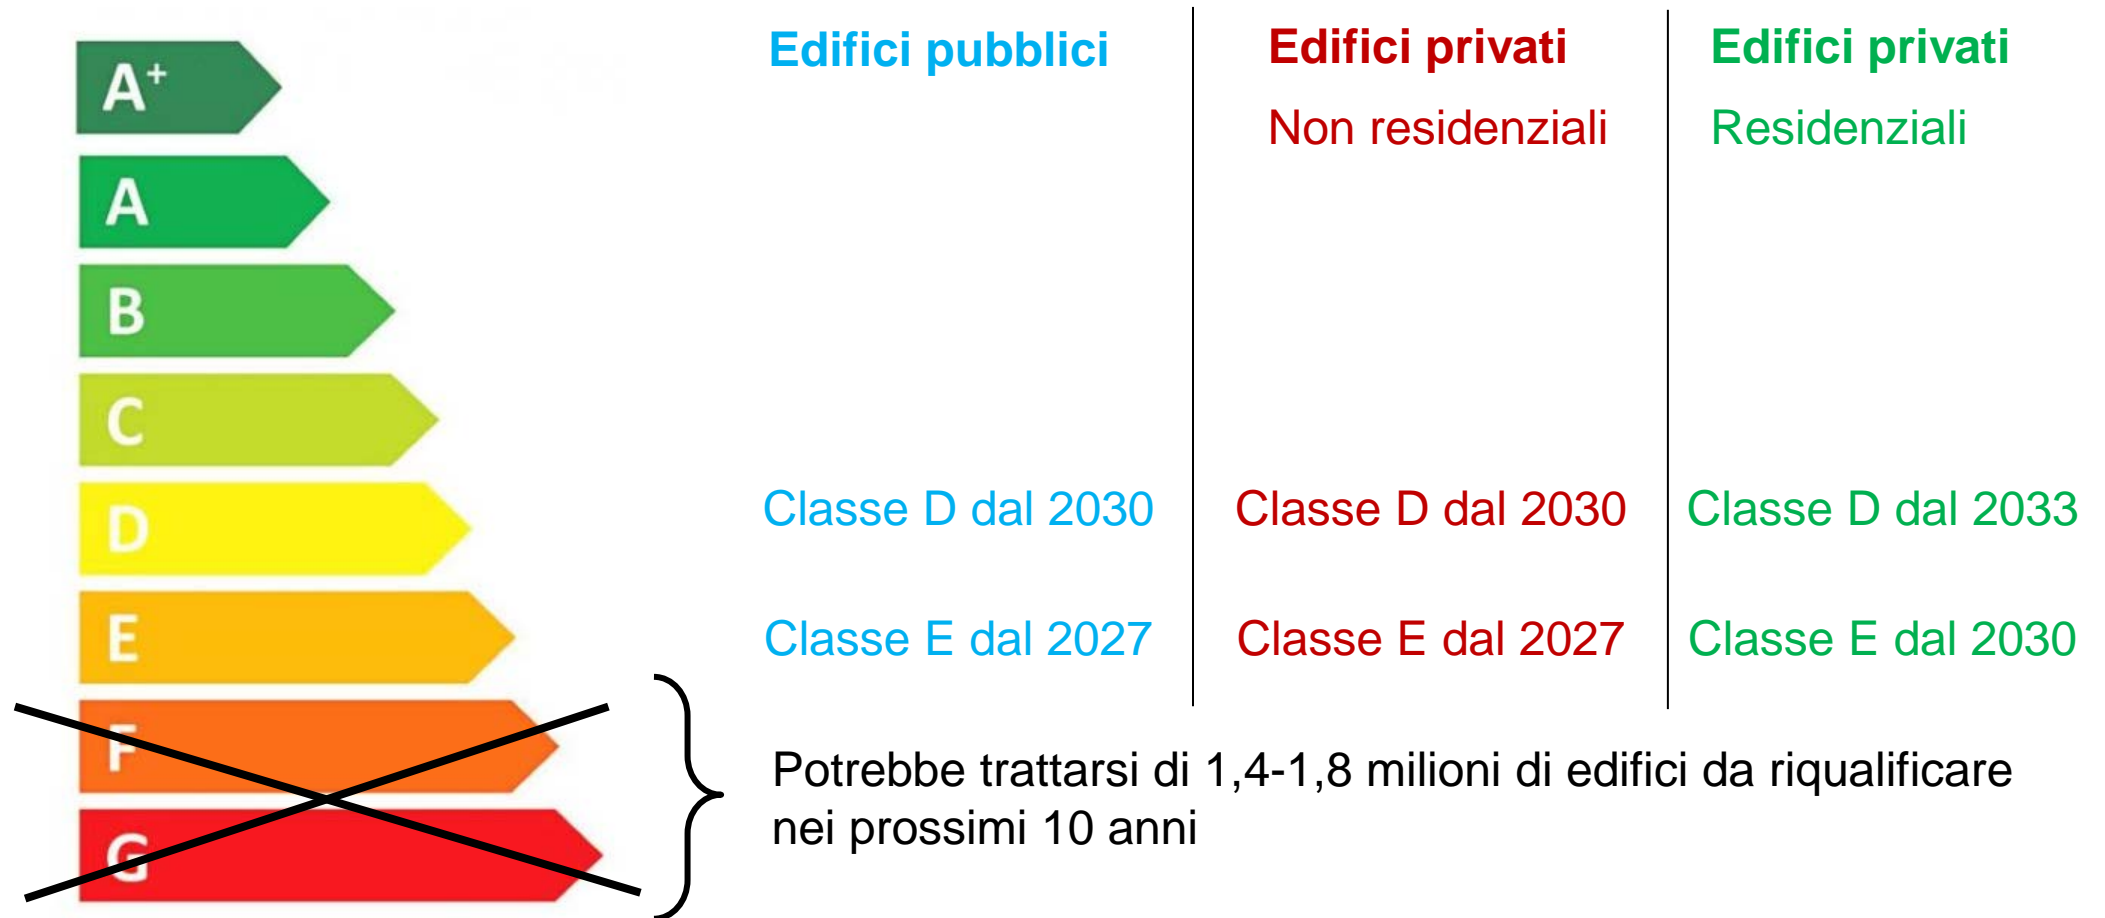 A+
A
B
C
D
E
F
G
Edifici pubblici
Classe D dal 2030
Classe E dal 2027
Edifici privati
Non residenziali
Classe D dal 2030
Classe E dal 2027
Edifici privati
Residenziali
Classe D dal 2033
Classe E dal 2030
Potrebbe trattarsi di 1,4-1,8 milioni di edifici da riqualificare
nei prossimi 10 anni